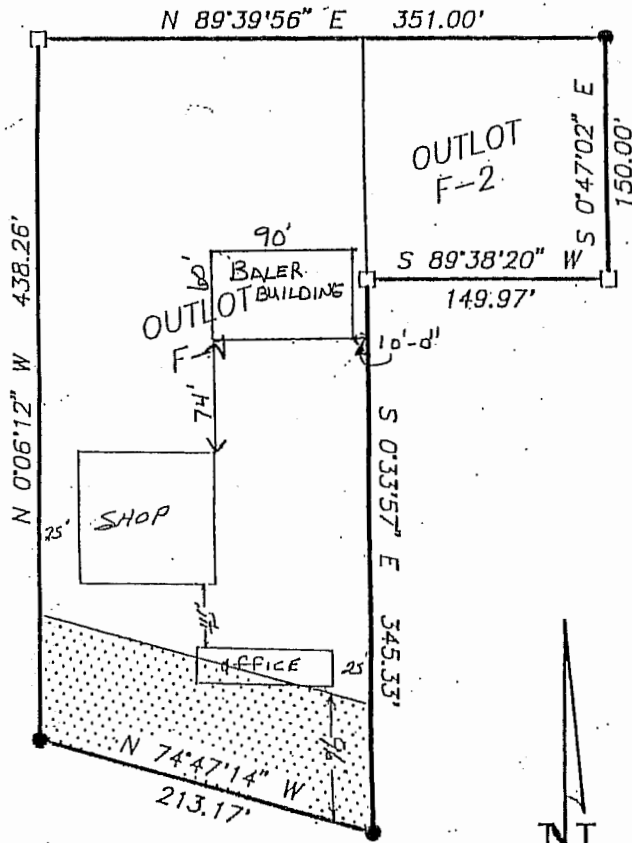 N 89°39'56" E 351.00'
OUTLOT
F-2
S 0°47'02" E
150.00'
90'
60'
BALER
BUILDING
OUTLOT
F-
S 89°38'20" W
149.97'
10'-0"
N 0°06'12" W 438.26'
74'
S 0°33'57" E 345.33'
25'
SHOP
OFFICE
25'
N 74°47'14" W
213.17'